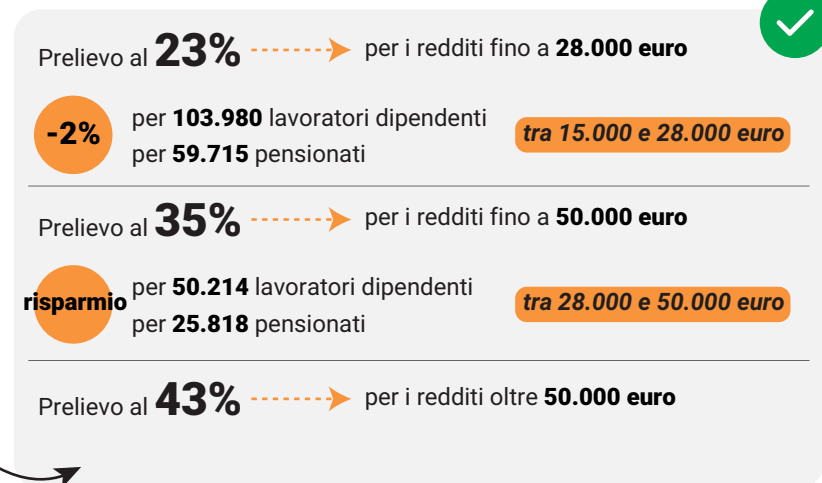 Prelievo al 23% per i redditi fino a 28.000 euro
-2%
per 103.980 lavoratori dipendenti
per 59.715 pensionati
tra 15.000 e 28.000 euro
Prelievo al 35% per i redditi fino a 50.000 euro
risparmio
per 50.214 lavoratori dipendenti
per 25.818 pensionati
tra 28.000 e 50.000 euro
Prelievo al 43% per i redditi oltre 50.000 euro